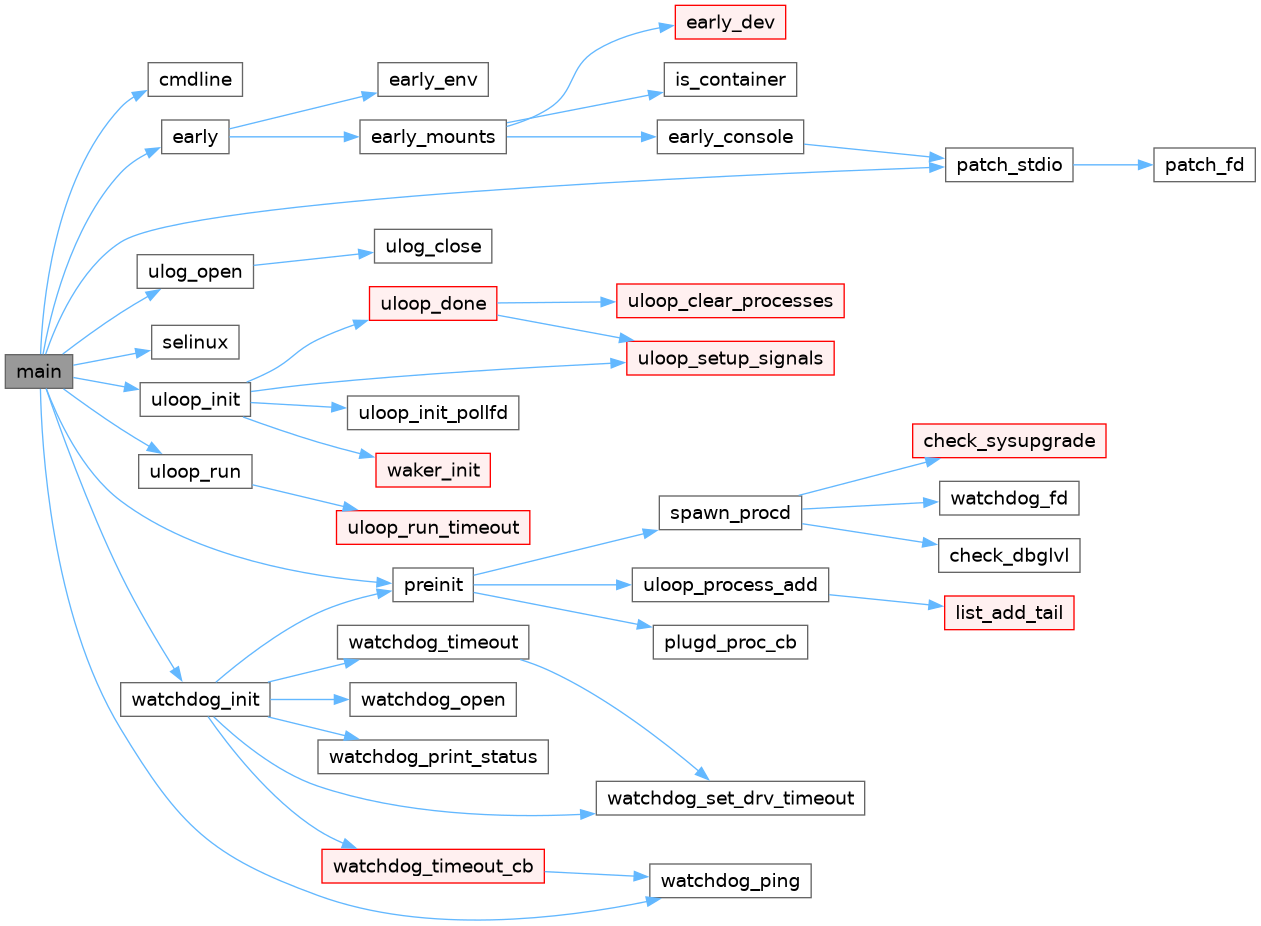 early_dev
cmdline
early_env
is_container
early
early_mounts
early_console
patch_stdio
patch_fd
ulog_open
ulog_close
uloop_done
uloop_clear_processes
selinux
uloop_setup_signals
main
uloop_init
uloop_init_pollfd
uloop_run
waker_init
check_sysupgrade
uloop_run_timeout
spawn_procd
watchdog_fd
check_dbglvl
preinit
uloop_process_add
list_add_tail
watchdog_timeout
plugd_proc_cb
watchdog_init
watchdog_open
watchdog_print_status
watchdog_set_drv_timeout
watchdog_timeout_cb
watchdog_ping